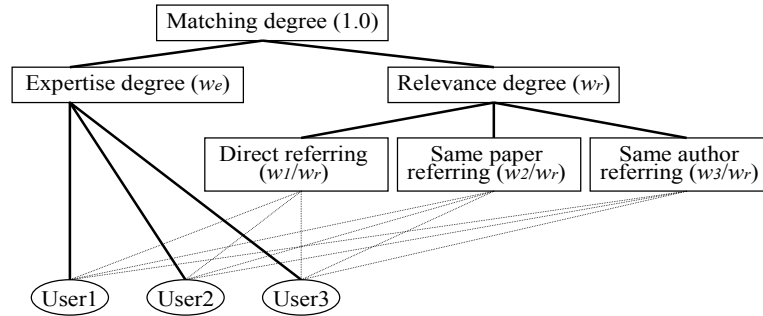 Matching degree (1.0)
Expertise degree (we)
Relevance degree (wr)
Direct referring
(w1/wr)
Same paper
referring (w2/wr)
Same author
referring (w3/wr)
User1
User2
User3